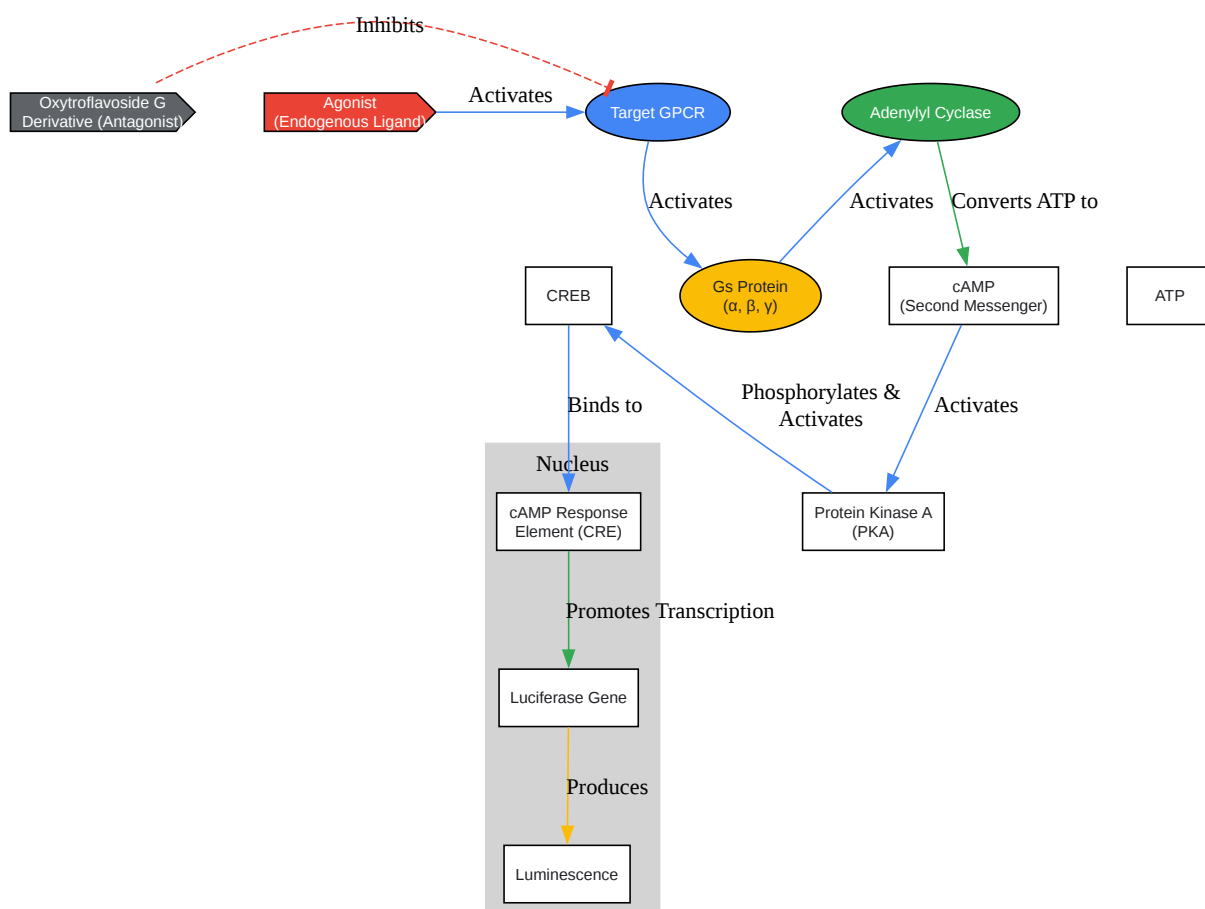 Inhibits
Oxytroflavoside G
Derivative (Antagonist)
Agonist
(Endogenous Ligand)
Activates
Target GPCR
Adenylyl Cyclase
Activates
Activates
Converts ATP to
CREB
Gs Protein
(α, β, γ)
cAMP
(Second Messenger)
ATP
Binds to
Phosphorylates &
Activates
Activates
Nucleus
cAMP Response
Element (CRE)
Protein Kinase A
(PKA)
Promotes Transcription
Luciferase Gene
Produces
Luminescence